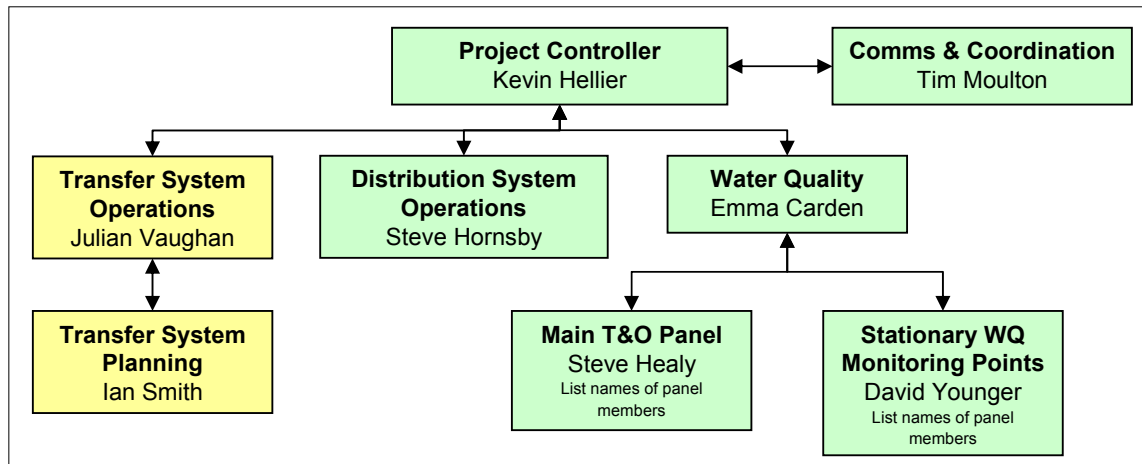 Project Controller
Kevin Hellier
Comms & Coordination
Tim Moulton
Transfer System
Operations
Julian Vaughan
Distribution System
Operations
Steve Hornsby
Water Quality
Emma Carden
Transfer System
Planning
Ian Smith
Main T&O Panel
Steve Healy
List names of panel
members
Stationary WQ
Monitoring Points
David Younger
List names of panel
members